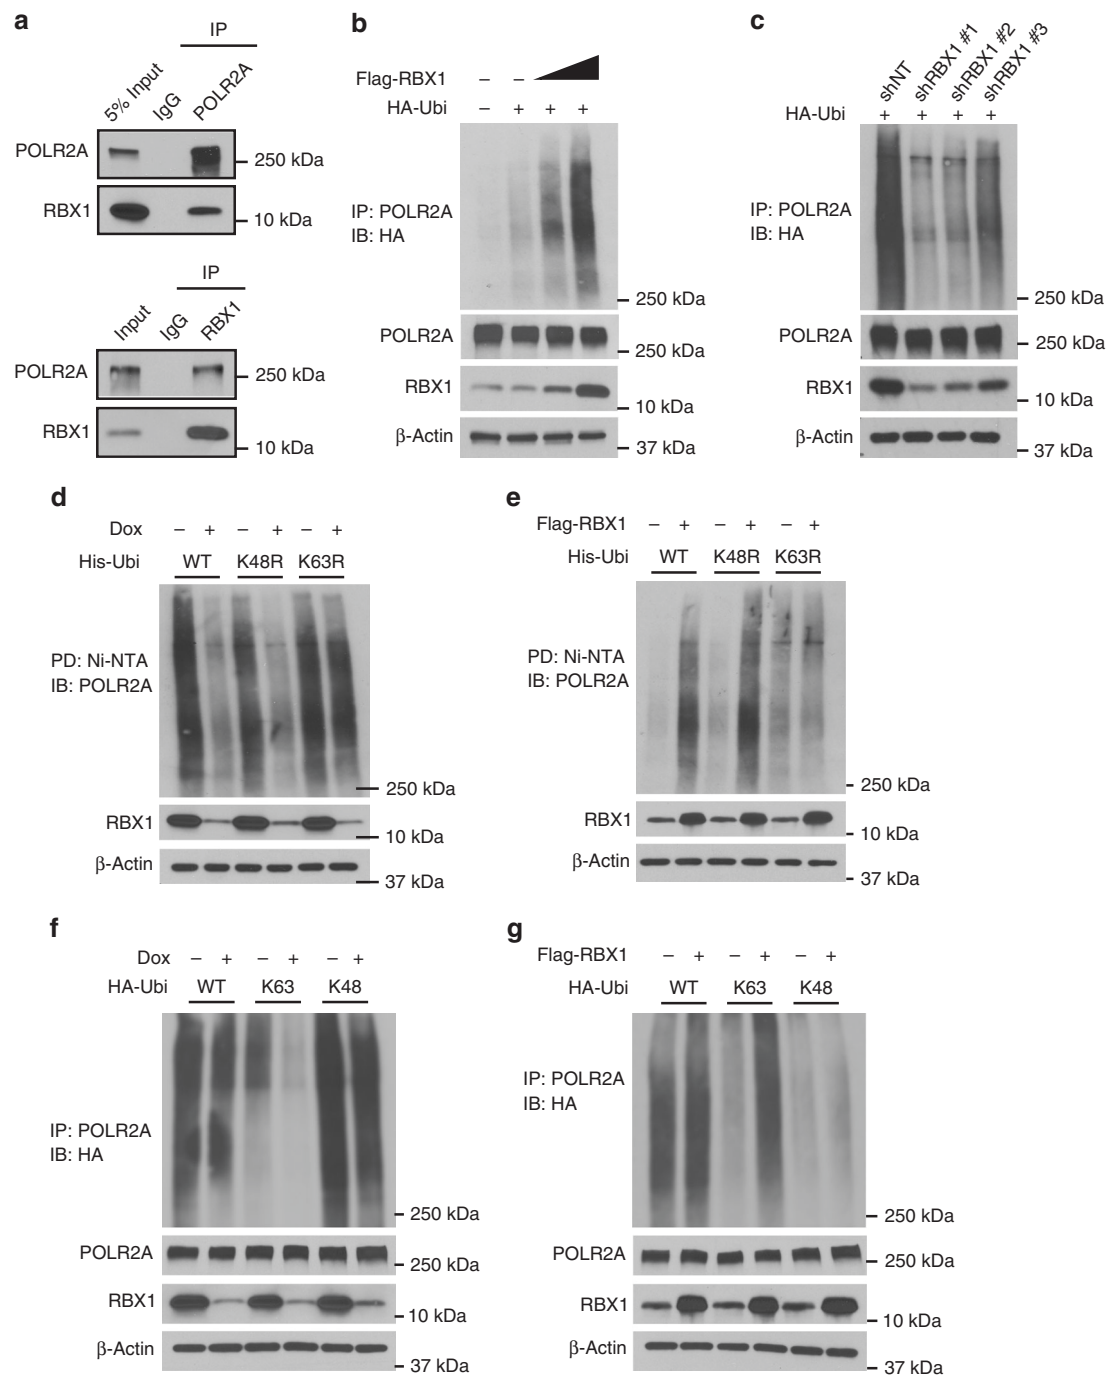 a
IP
5% Input
IgG
POLR2A
POLR2A
250 kDa
RBX1
10 kDa
IP
Input
IgG
RBX1
POLR2A
250 kDa
RBX1
10 kDa
b
Flag-RBX1 – –
HA-Ubi – + + +
IP: POLR2A
IB: HA
250 kDa
POLR2A
250 kDa
RBX1
10 kDa
β-Actin
37 kDa
c
shNT
shRBX1 #1
shRBX1 #2
shRBX1 #3
HA-Ubi + + + +
IP: POLR2A
IB: HA
250 kDa
POLR2A
250 kDa
RBX1
10 kDa
β-Actin
37 kDa
d
Dox – + – + – +
His-Ubi WT K48R K63R
PD: Ni-NTA
IB: POLR2A
250 kDa
RBX1
10 kDa
β-Actin
37 kDa
e
Flag-RBX1 – + – + – +
His-Ubi WT K48R K63R
PD: Ni-NTA
IB: POLR2A
250 kDa
RBX1
10 kDa
β-Actin
37 kDa
f
Dox – + – + – +
HA-Ubi WT K63 K48
IP: POLR2A
IB: HA
250 kDa
POLR2A
250 kDa
RBX1
10 kDa
β-Actin
37 kDa
g
Flag-RBX1 – + – + – +
HA-Ubi WT K63 K48
IP: POLR2A
IB: HA
250 kDa
POLR2A
250 kDa
RBX1
10 kDa
β-Actin
37 kDa